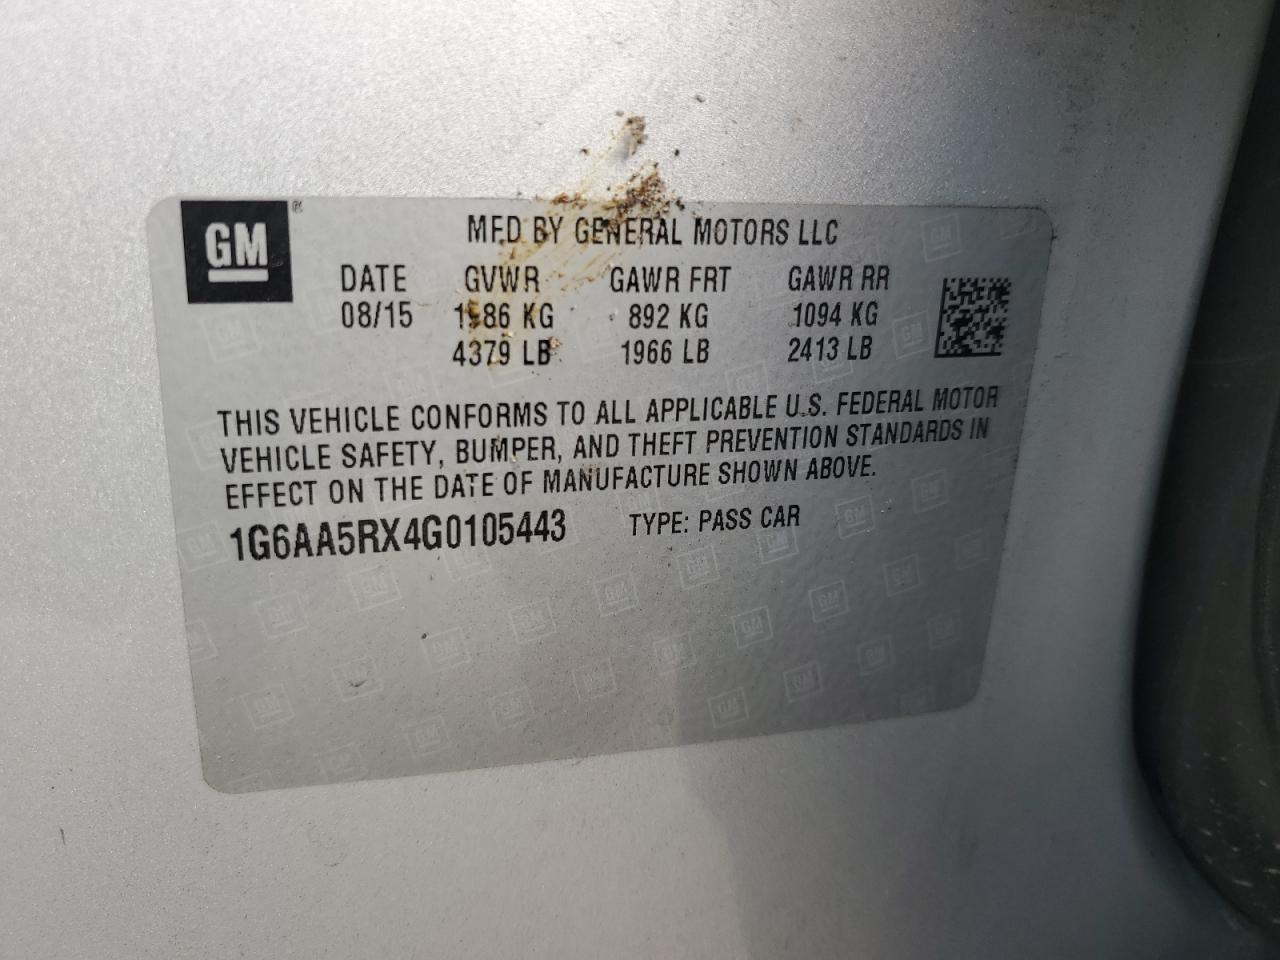 GM ®
MFD BY GENERAL MOTORS LLC
DATE GVWR GAWR FRT GAWR RR
08/15 1986 KG 892 KG 1094 KG
4379 LB 1966 LB 2413 LB
THIS VEHICLE CONFORMS TO ALL APPLICABLE U.S. FEDERAL MOTOR
VEHICLE SAFETY, BUMPER, AND THEFT PREVENTION STANDARDS IN
EFFECT ON THE DATE OF MANUFACTURE SHOWN ABOVE.
1G6AA5RX4G0105443 TYPE: PASS CAR